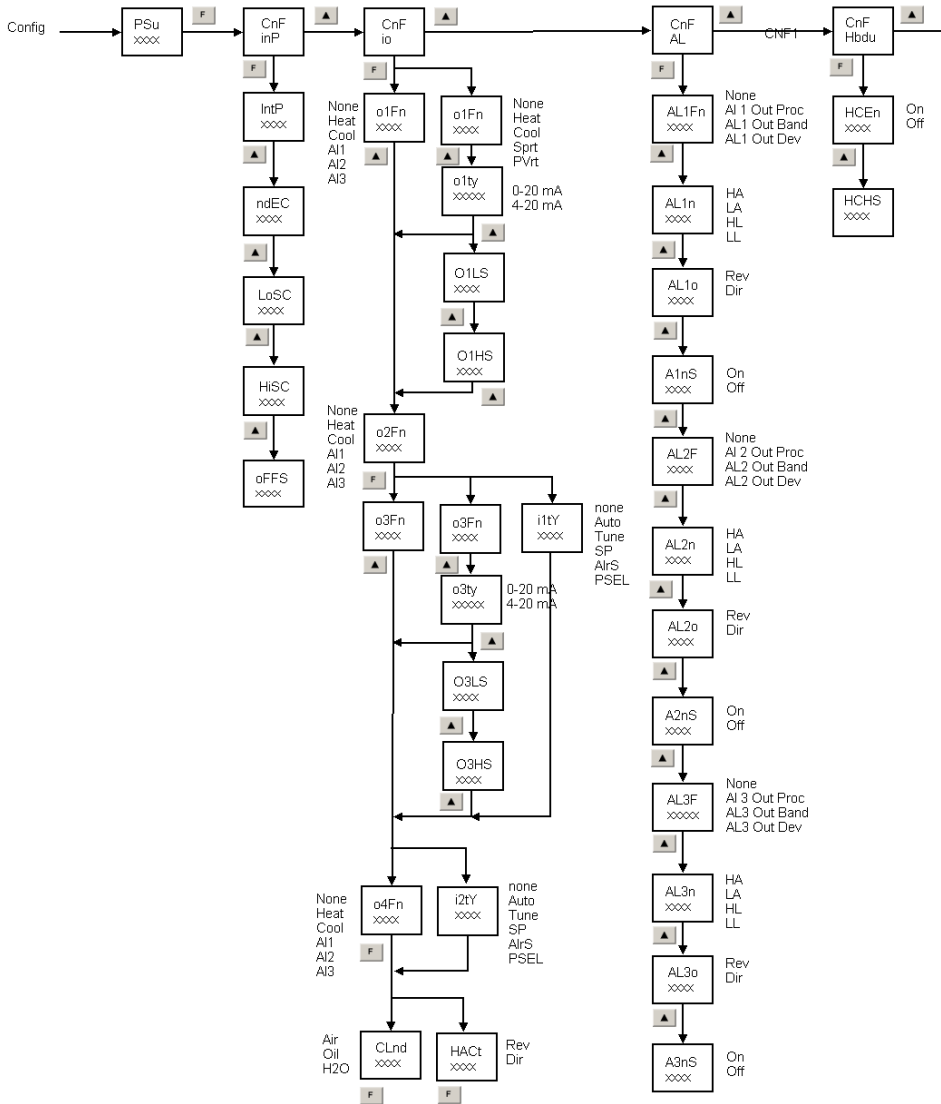 Config
PSu
xxxx
F
CnF
inP
CnF
io
CnF
AL
CNF1
CnF
Hbdu
F
IntP
xxxx
ndEC
xxxx
LoSC
xxxx
HiSC
xxxx
oFFS
xxxx
F
None
Heat
Cool
AI1
AI2
AI3
o1Fn
xxxx
o1Fn
xxxx
None
Heat
Cool
Sprt
PVrt
o1ty
xxxxx
0-20 mA
4-20 mA
O1LS
xxxx
O1HS
xxxx
None
Heat
Cool
AI1
AI2
AI3
o2Fn
xxxx
F
o3Fn
xxxx
o3Fn
xxxx
i1tY
xxxx
none
Auto
Tune
SP
AlrS
PSEL
o3ty
xxxxx
0-20 mA
4-20 mA
O3LS
xxxx
O3HS
xxxx
None
Heat
Cool
AI1
AI2
AI3
o4Fn
xxxx
F
i2tY
xxxx
none
Auto
Tune
SP
AlrS
PSEL
Air
Oil
H2O
CLnd
xxxx
F
HACt
xxxx
F
Rev
Dir
F
AL1Fn
xxxx
None
Al 1 Out Proc
AL1 Out Band
AL1 Out Dev
AL1n
xxxx
HA
LA
HL
LL
AL1o
xxxx
Rev
Dir
A1nS
xxxx
On
Off
AL2F
xxxx
None
Al 2 Out Proc
AL2 Out Band
AL2 Out Dev
AL2n
xxxx
HA
LA
HL
LL
AL2o
xxxx
Rev
Dir
A2nS
xxxx
On
Off
AL3F
xxxxx
None
Al 3 Out Proc
AL3 Out Band
AL3 Out Dev
AL3n
xxxx
HA
LA
HL
LL
AL3o
xxxx
Rev
Dir
A3nS
xxxx
On
Off
F
HCEn
xxxx
On
Off
HCHS
xxxx